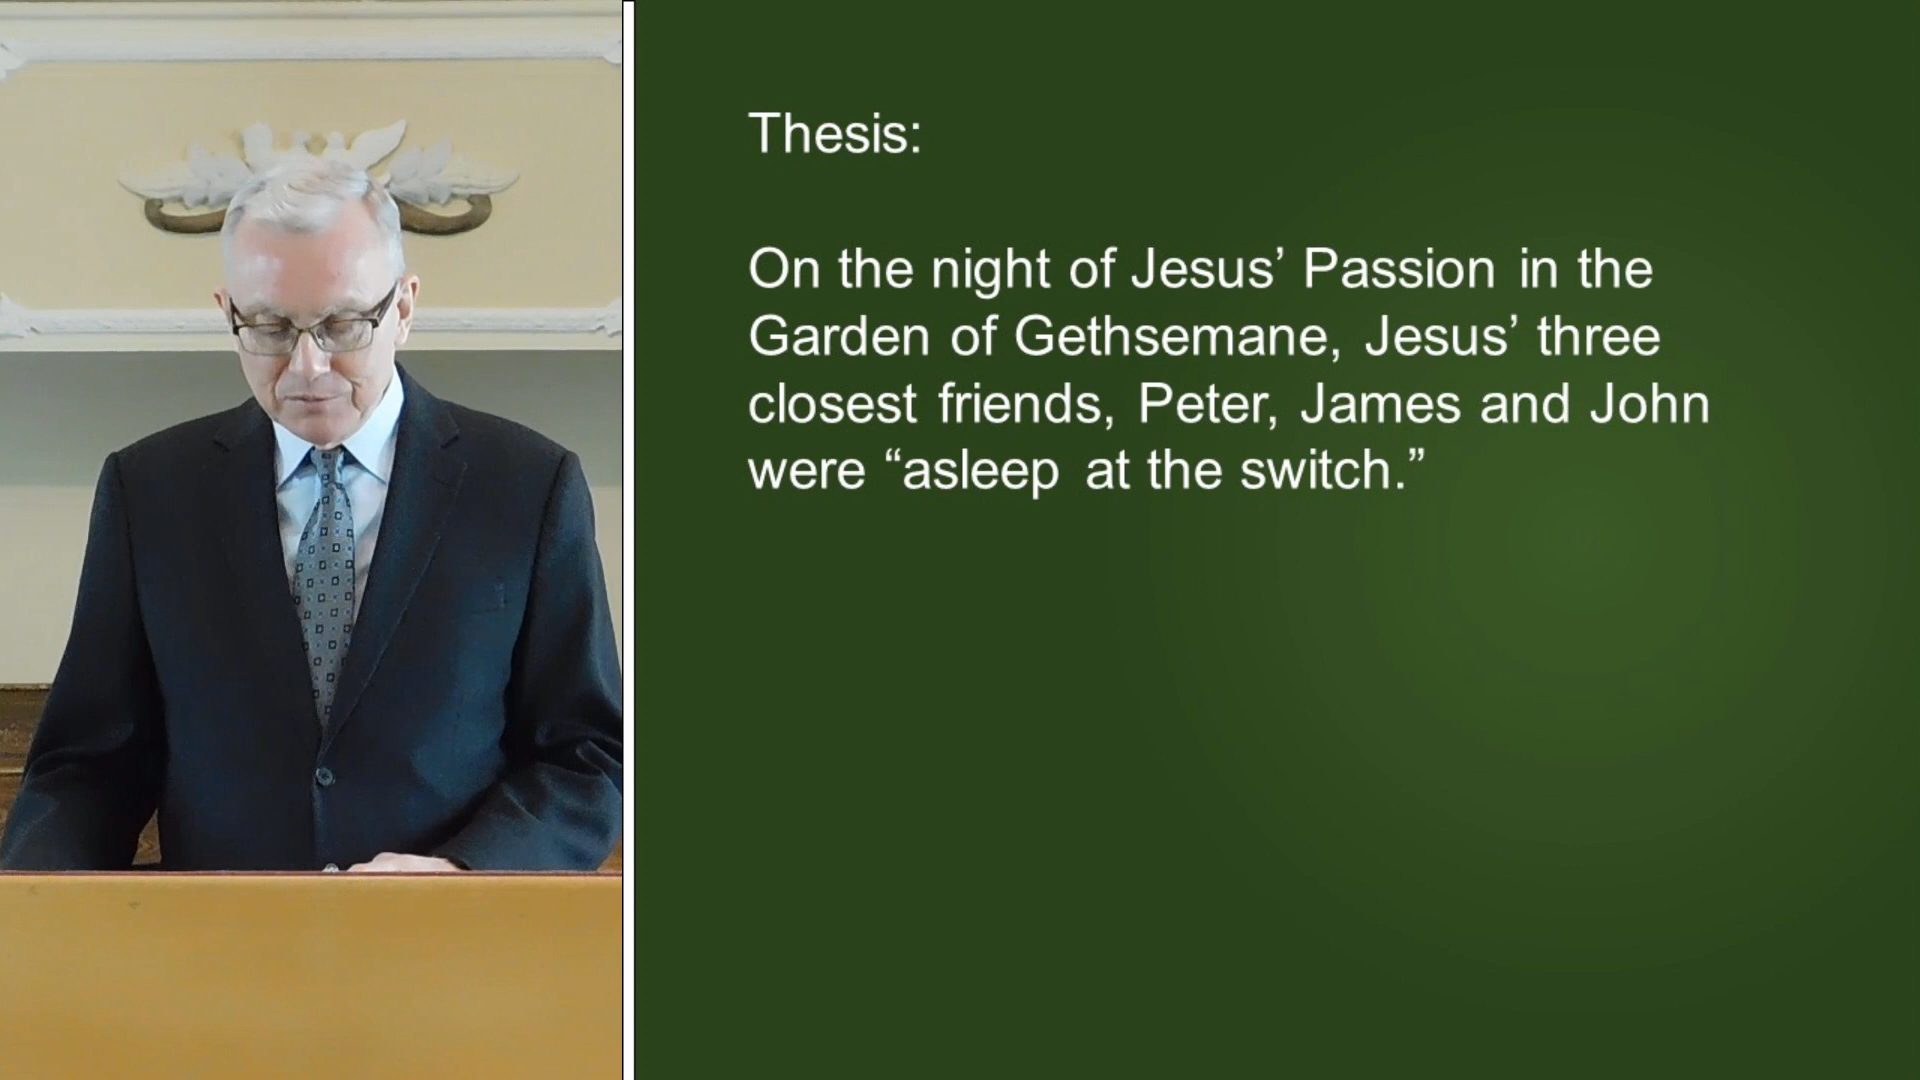 Thesis:
On the night of Jesus’ Passion in the
Garden of Gethsemane, Jesus’ three
closest friends, Peter, James and John
were “asleep at the switch.”